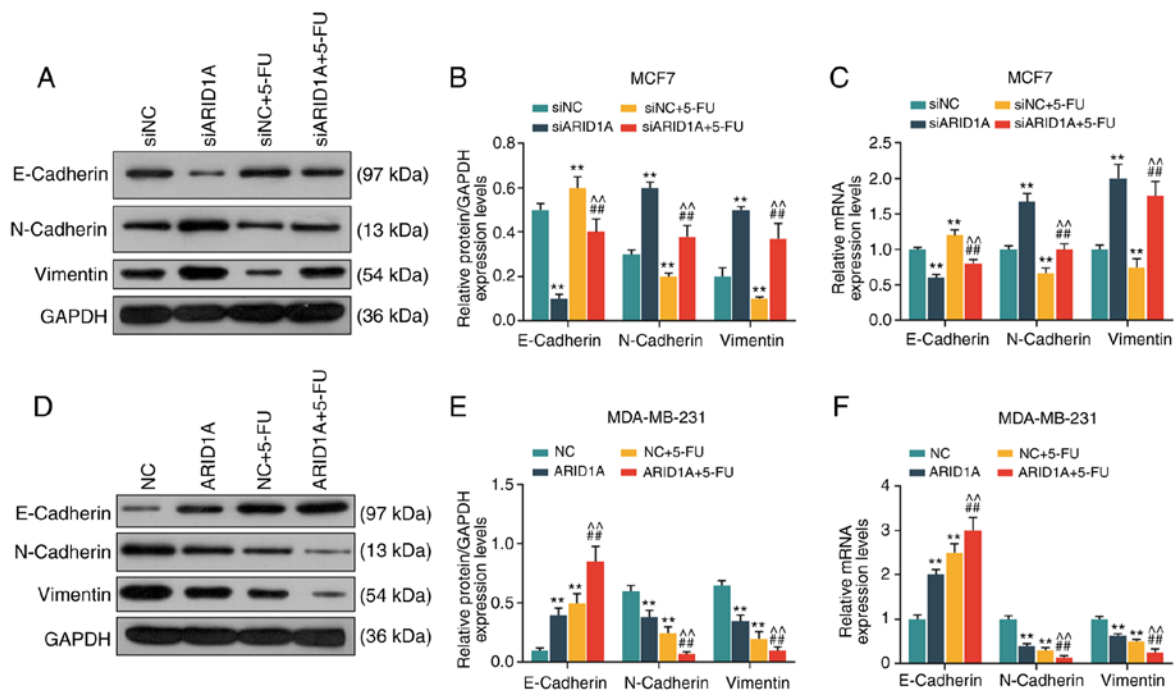 A
siNC
siARID1A
siNC+5-FU
siARID1A+5-FU
E-Cadherin (97 kDa)
N-Cadherin (13 kDa)
Vimentin (54 kDa)
GAPDH (36 kDa)
B
MCF7
siNC siNC+5-FU
siARID1A siARID1A+5-FU
Relative protein/GAPDH
expression levels
0.8
0.6
0.4
0.2
0.0
** ** ^^ ##
** ** ^^ ##
** ** ^^ ##
E-Cadherin N-Cadherin Vimentin
C
MCF7
siNC siNC+5-FU
siARID1A siARID1A+5-FU
Relative mRNA
expression levels
2.5
2.0
1.5
1.0
0.5
0.0
** ** ^^ ##
** ** ^^ ##
** ** ^^ ##
E-Cadherin N-Cadherin Vimentin
D
NC
ARID1A
NC+5-FU
ARID1A+5-FU
E-Cadherin (97 kDa)
N-Cadherin (13 kDa)
Vimentin (54 kDa)
GAPDH (36 kDa)
E
MDA-MB-231
NC NC+5-FU
ARID1A ARID1A+5-FU
Relative protein/GAPDH
expression levels
1.5
1.0
0.5
0.0
** ** ^^ ##
** ** ^^ ##
** ** ^^ ##
E-Cadherin N-Cadherin Vimentin
F
MDA-MB-231
NC NC+5-FU
ARID1A ARID1A+5-FU
Relative mRNA
expression levels
4
3
2
1
0
** ** ^^ ##
** ** ^^ ##
** ** ^^ ##
E-Cadherin N-Cadherin Vimentin